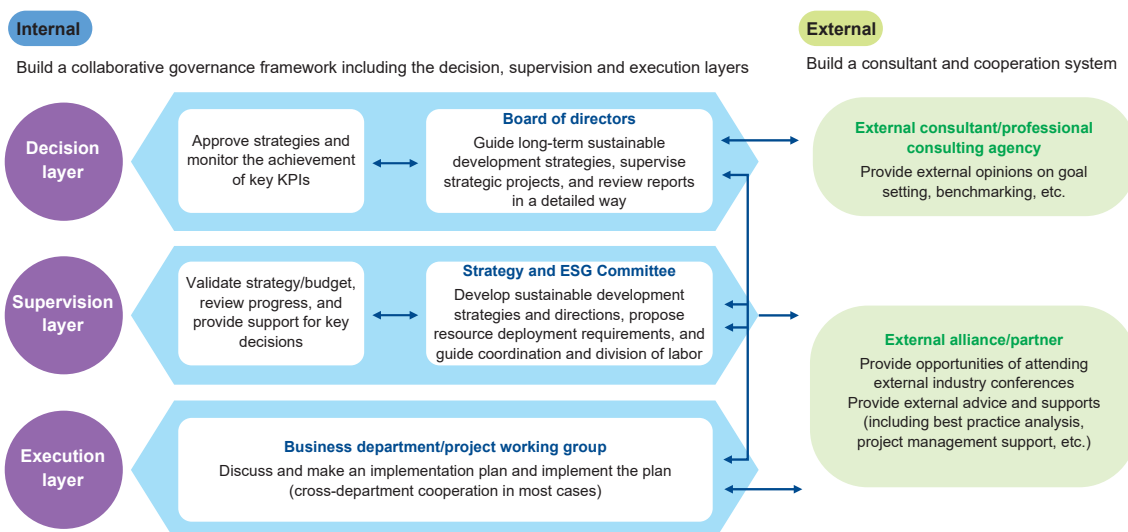 Internal
Build a collaborative governance framework including the decision, supervision and execution layers
External
Build a consultant and cooperation system
Decision
layer
Approve strategies and
monitor the achievement
of key KPIs
Board of directors
Guide long-term sustainable
development strategies, supervise
strategic projects, and review reports
in a detailed way
External consultant/professional
consulting agency
Provide external opinions on goal
setting, benchmarking, etc.
Supervision
layer
Validate strategy/budget,
review progress, and
provide support for key
decisions
Strategy and ESG Committee
Develop sustainable development
strategies and directions, propose
resource deployment requirements, and
guide coordination and division of labor
External alliance/partner
Provide opportunities of attending
external industry conferences
Provide external advice and supports
(including best practice analysis,
project management support, etc.)
Execution
layer
Business department/project working group
Discuss and make an implementation plan and implement the plan
(cross-department cooperation in most cases)